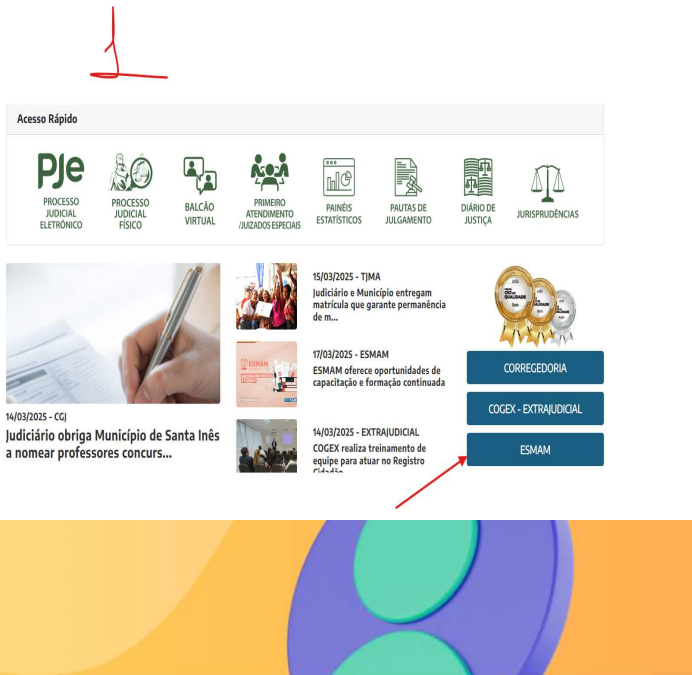 1
Acesso Rápido
PJe
PROCESSO
JUDICIAL
ELETRÔNICO
PROCESSO
JUDICIAL
FÍSICO
BALCÃO
VIRTUAL
PRIMEIRO
ATENDIMENTO
/JUIZADOS ESPECIAIS
PAINÉIS
ESTATÍSTICOS
PAUTAS DE
JULGAMENTO
DIÁRIO DE
JUSTIÇA
JURISPRUDÊNCIAS
14/03/2025 - CGJ
Judiciário obriga Município de Santa Inês
a nomear professores concurs...
15/03/2025 - TJMA
Judiciário e Município entregam
matrícula que garante permanência
de m...
ESMAM
17/03/2025 - ESMAM
ESMAM oferece oportunidades de
capacitação e formação continuada
14/03/2025 - EXTRAJUDICIAL
COGEX realiza treinamento de
equipe para atuar no Registro
Cidadão
QUALIDADE
CORREGEDORIA
COGEX - EXTRAJUDICIAL
ESMAM